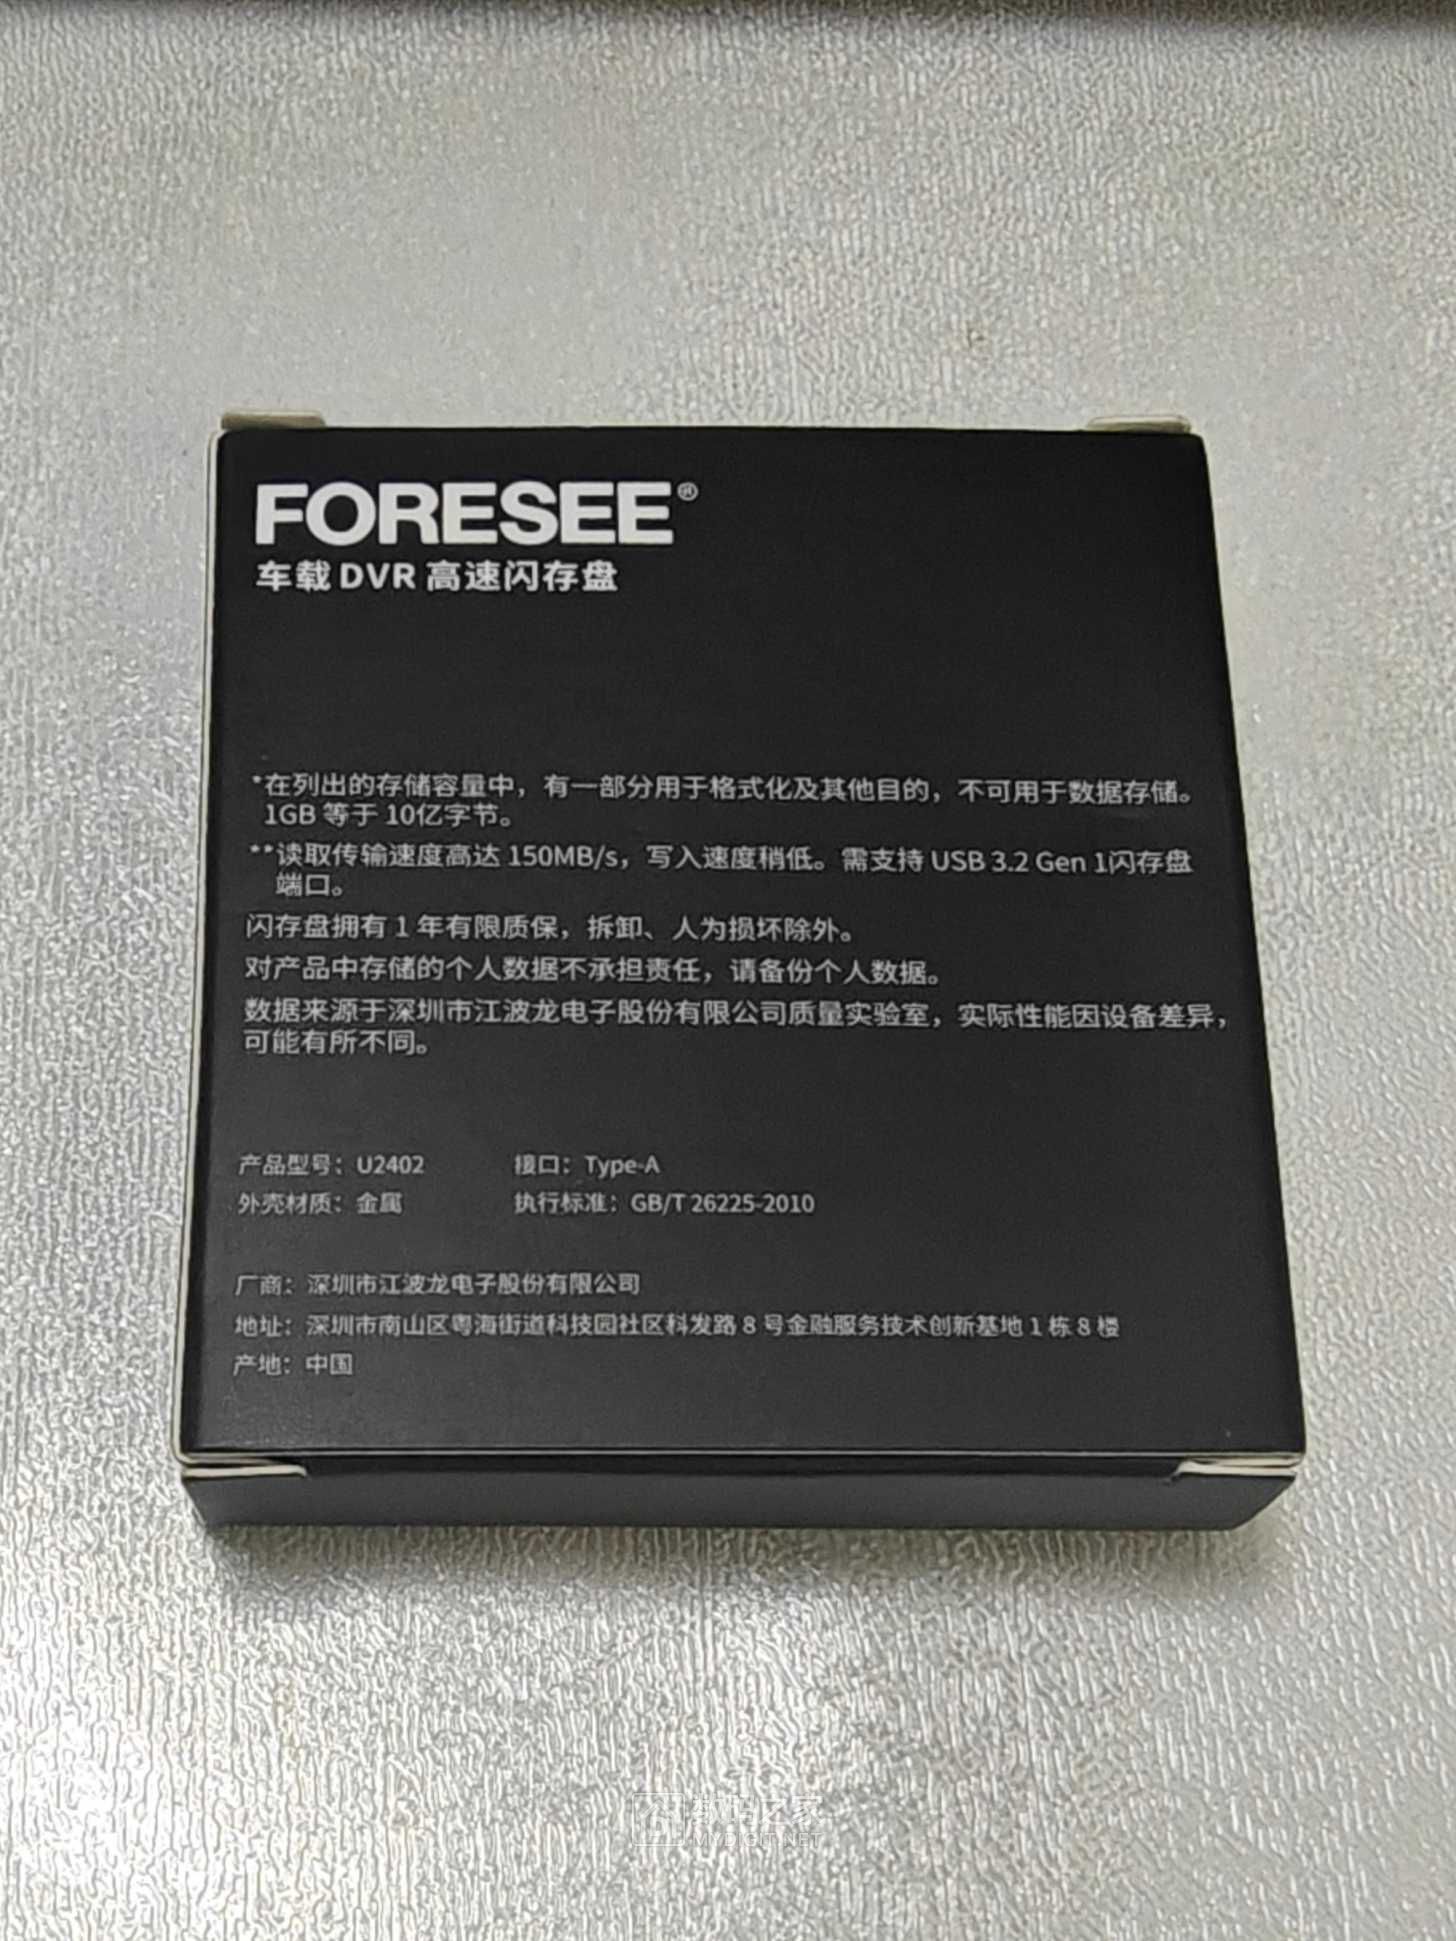 FORESEE®
车载 DVR 高速闪存盘
*在列出的存储容量中，有一部分用于格式化及其他目的，不可用于数据存储。
1GB 等于 10亿字节。
**读取传输速度高达 150MB/s，写入速度稍低。需支持 USB 3.2 Gen 1闪存盘
端口。
闪存盘拥有 1 年有限质保，拆卸、人为损坏除外。
对产品中存储的个人数据不承担责任，请备份个人数据。
数据来源于深圳市江波龙电子股份有限公司质量实验室，实际性能因设备差异，
可能有所不同。
产品型号：U2402 接口：Type-A
外壳材质：金属 执行标准：GB/T 26225-2010
厂商：深圳市江波龙电子股份有限公司
地址：深圳市南山区粤海街道科技园社区科发路 8 号金融服务技术创新基地 1 栋 8 楼
产地：中国
数码之家
MYDIGIT.NET